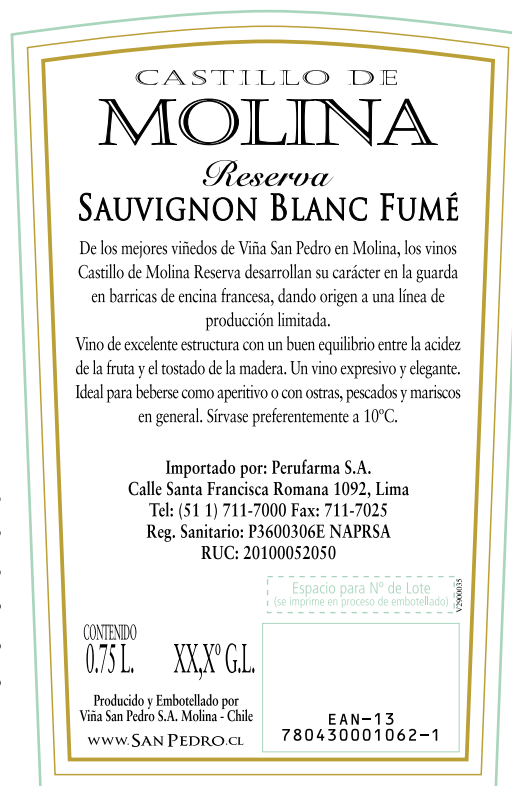 CASTILLO DE
MOLINA
Reserva
SAUVIGNON BLANC FUMÉ
De los mejores viñedos de Viña San Pedro en Molina, los vinos
Castillo de Molina Reserva desarrollan su carácter en la guarda
en barricas de encina francesa, dando origen a una línea de
producción limitada.
Vino de excelente estructura con un buen equilibrio entre la acidez
de la fruta y el tostado de la madera. Un vino expresivo y elegante.
Ideal para beberse como aperitivo o con ostras, pescados y mariscos
en general. Sírvase preferentemente a 10ºC.
Importado por: Perufarma S.A.
Calle Santa Francisca Romana 1092, Lima
Tel: (51 1) 711-7000 Fax: 711-7025
Reg. Sanitario: P3600306E NAPRSA
RUC: 20100052050
Espacio para Nº de Lote
(se imprime en proceso de embotellado)
V2900035
CONTENIDO
0.75 L. XX,Xº G.L.
Producido y Embotellado por
Viña San Pedro S.A. Molina - Chile
WWW.SAN PEDRO.CL
EAN-13
780430001062-1